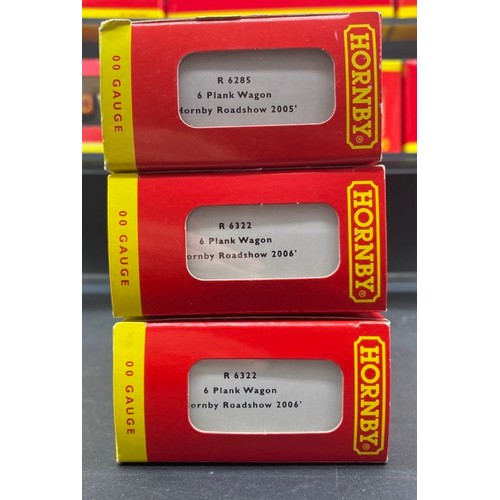 00 GAUGE
R 6285
6 Plank Wagon
Hornby Roadshow 2005'
HORNBY®
00 GAUGE
R 6322
6 Plank Wagon
ornby Roadshow 2006'
HORNBY®
00 GAUGE
R 6322
6 Plank Wagon
ornby Roadshow 2006'
HORNBY®